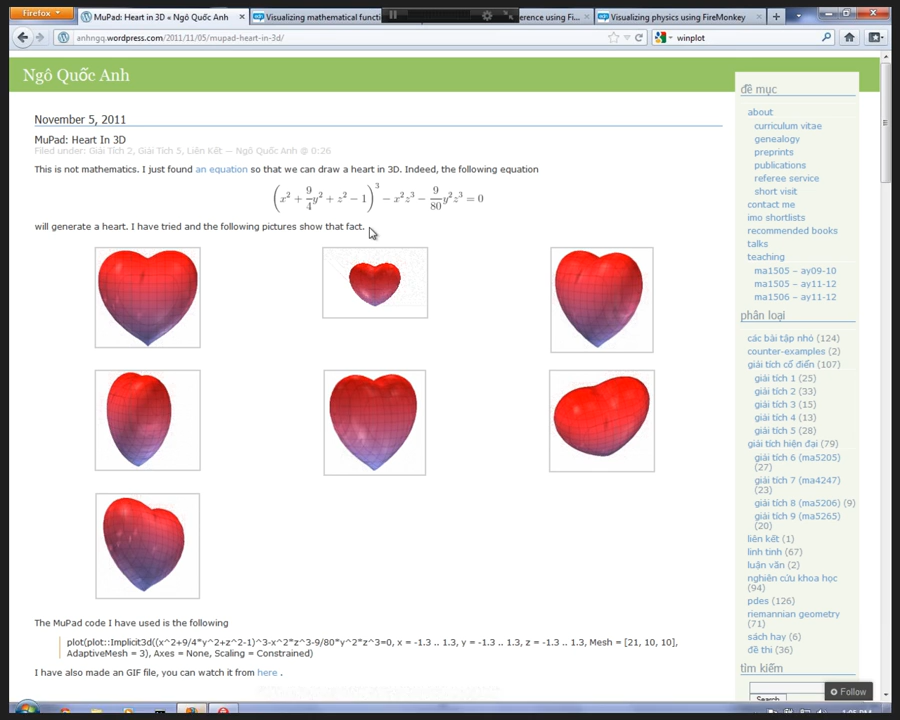 Firefox
MuPad: Heart in 3D « Ngô Quốc Anh
Visualizing mathematical functi
erence using Fi...
Visualizing physics using FireMonkey
anhngq.wordpress.com/2011/11/05/mupad-heart-in-3d/
winplot
Ngô Quốc Anh
November 5, 2011
MuPad: Heart In 3D
Filed under: Giải Tích 2, Giải Tích 5, Liên Kết — Ngô Quốc Anh @ 0:26
This is not mathematics. I just found an equation so that we can draw a heart in 3D. Indeed, the following equation
(x² + 9/4 y² + z² − 1)³ − x²z³ − 9/80 y²z³ = 0
will generate a heart. I have tried and the following pictures show that fact.
The MuPad code I have used is the following
plot(plot::Implicit3d((x^2+9/4*y^2+z^2-1)^3-x^2*z^3-9/80*y^2*z^3=0, x = -1.3 .. 1.3, y = -1.3 .. 1.3, z = -1.3 .. 1.3, Mesh = [21, 10, 10],
AdaptiveMesh = 3), Axes = None, Scaling = Constrained)
I have also made an GIF file, you can watch it from here .
đề mục
about
curriculum vitae
genealogy
preprints
publications
referee service
short visit
contact me
imo shortlists
recommended books
talks
teaching
ma1505 – ay09-10
ma1505 – ay11-12
ma1506 – ay11-12
phân loại
các bài tập nhỏ (124)
counter-examples (2)
giải tích cổ điển (107)
giải tích 1 (25)
giải tích 2 (33)
giải tích 3 (15)
giải tích 4 (13)
giải tích 5 (28)
giải tích hiện đại (79)
giải tích 6 (ma5205)
(27)
giải tích 7 (ma4247)
(23)
giải tích 8 (ma5206) (9)
giải tích 9 (ma5265)
(20)
liên kết (1)
linh tinh (67)
luận văn (2)
nghiên cứu khoa học
(94)
pdes (126)
riemannian geometry
(71)
sách hay (6)
đề thi (36)
tìm kiếm
Search
Follow